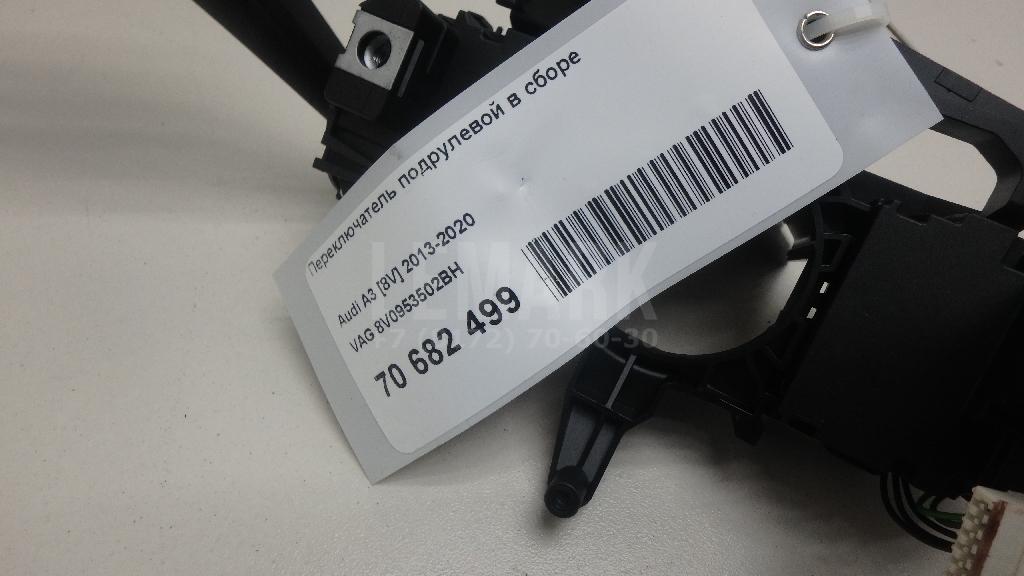 Переключатель подрулевой в сборе
Audi A3 [8V] 2013-2020
VAG 8V0953502BH
70 682 499